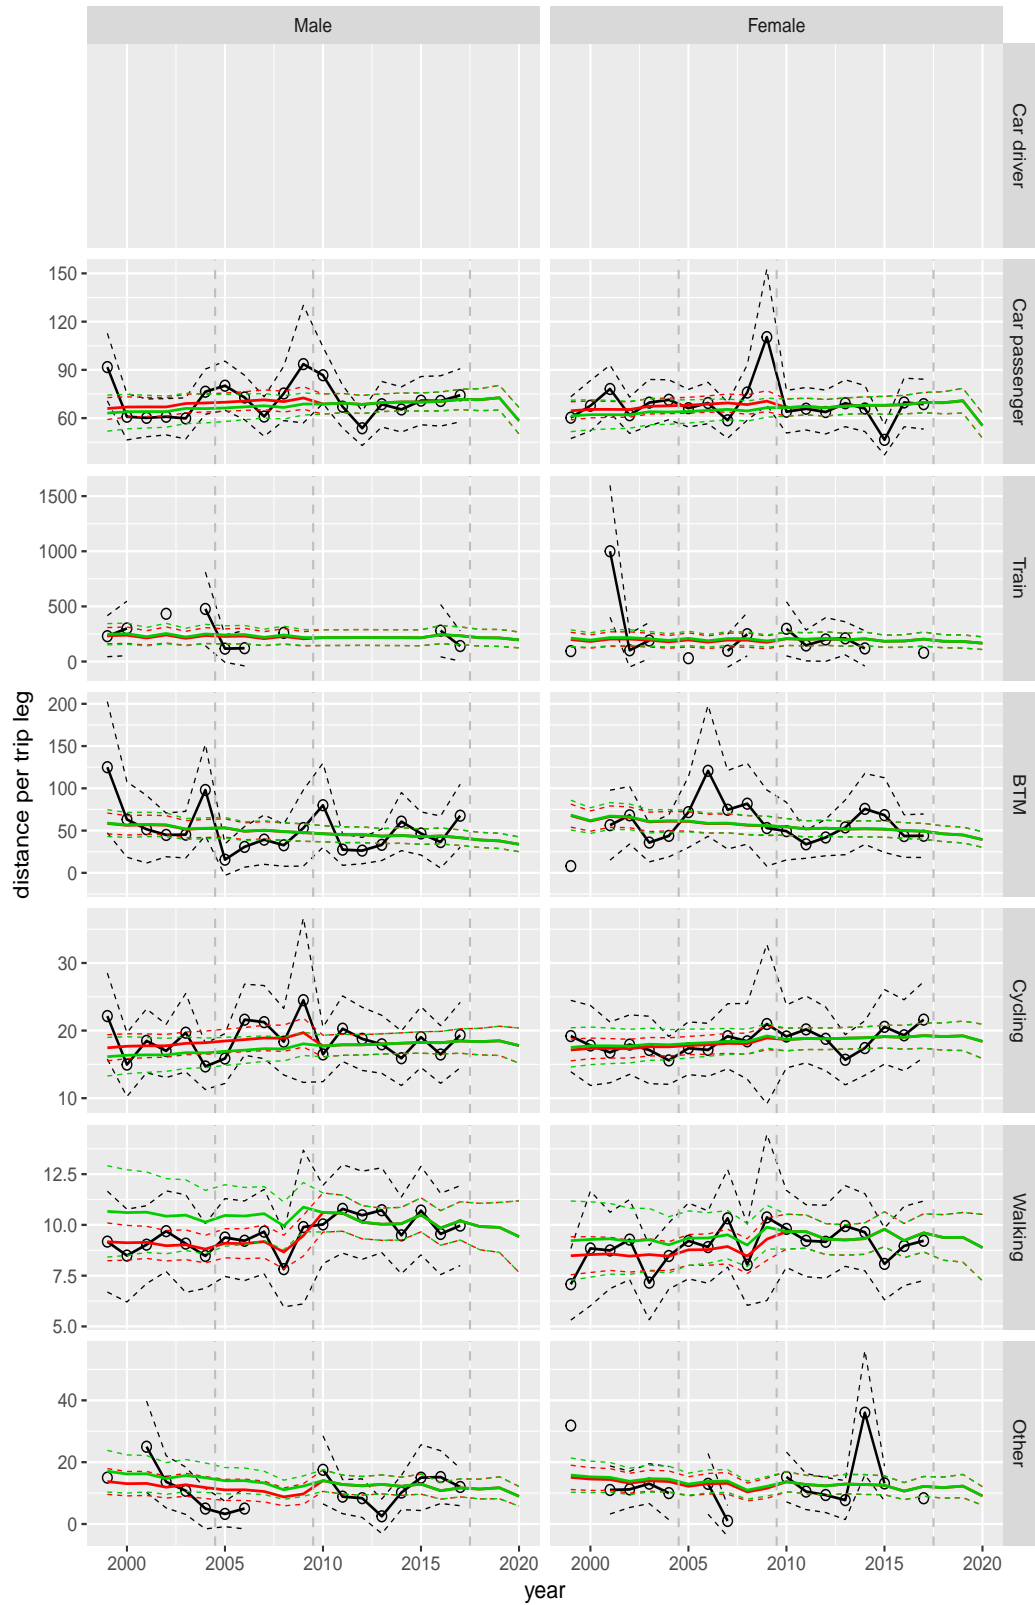 Male Female
Car driver
150
120
90
60
Car passenger
1500
1000
500
0
Train
200
150
100
50
0
BTM
30
20
10
Cycling
12.5
10.0
7.5
5.0
Walking
40
20
0
Other
2000 2005 2010 2015 2020 2000 2005 2010 2015 2020
year
distance per trip leg